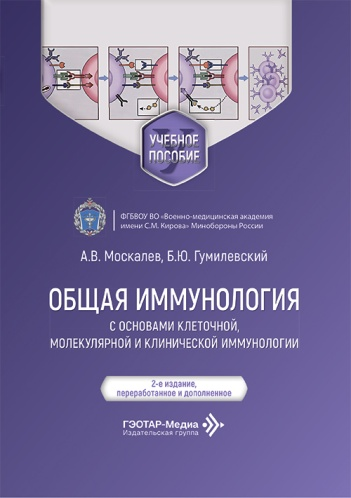 УЧЕБНОЕ
ПОСОБИЕ
ФГБВОУ ВО «Военно-медицинская академия
имени С.М. Кирова» Минобороны России
А.В. Москалев, Б.Ю. Гумилевский
ОБЩАЯ ИММУНОЛОГИЯ
С ОСНОВАМИ КЛЕТОЧНОЙ,
МОЛЕКУЛЯРНОЙ И КЛИНИЧЕСКОЙ ИММУНОЛОГИИ
2-е издание,
переработанное и дополненное
ГЭОТАР-Медиа
Издательская группа